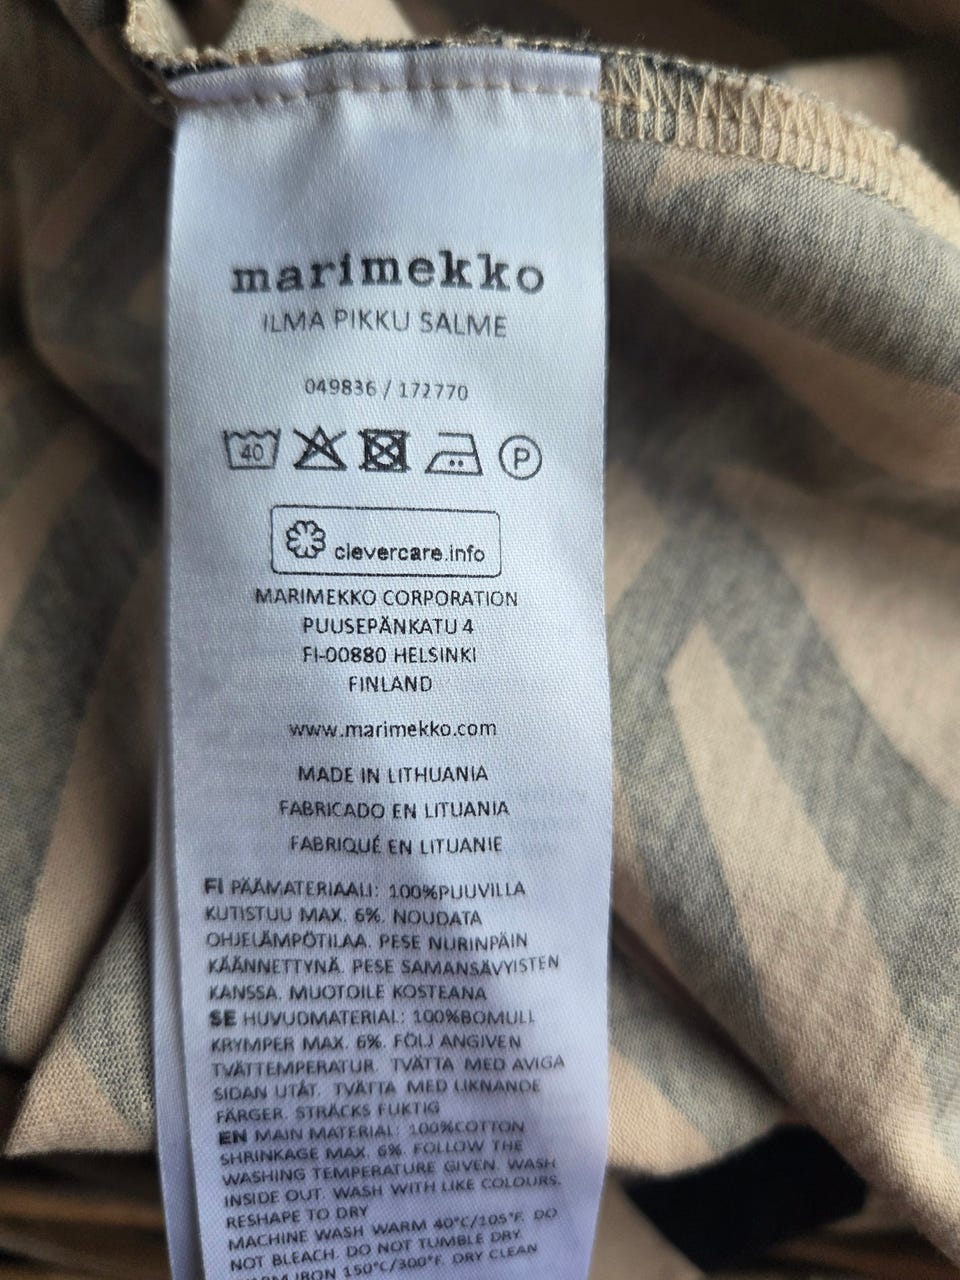 marimekko
ILMA PIKKU SALME
049836 / 172770
40 P
clevercare.info
MARIMEKKO CORPORATION
PUUSEPÄNKATU 4
FI-00880 HELSINKI
FINLAND
www.marimekko.com
MADE IN LITHUANIA
FABRICADO EN LITUANIA
FABRIQUÉ EN LITUANIE
FI PÄÄMATERIAALI: 100%PUUVILLA
KUTISTUU MAX. 6%. NOUDATA
OHJELÄMPÖTILAA. PESE NURINPÄIN
KÄÄNNETTYNÄ. PESE SAMANSÄVYISTEN
KANSSA. MUOTOILE KOSTEANA
SE HUVUDMATERIAL: 100%BOMULL
KRYMPER MAX. 6%. FÖLJ ANGIVEN
TVÄTTEMPERATUR. TVÄTTA MED AVIGA
SIDAN UTÅT. TVÄTTA MED LIKNANDE
FÄRGER. STRÄCKS FUKTIG
EN MAIN MATERIAL: 100%COTTON
SHRINKAGE MAX. 6%. FOLLOW THE
WASHING TEMPERATURE GIVEN. WASH
INSIDE OUT. WASH WITH LIKE COLOURS.
RESHAPE TO DRY
MACHINE WASH WARM 40°C/105°F. DO
NOT BLEACH. DO NOT TUMBLE DRY.
WARM IRON 150°C/300°F. DRY CLEAN